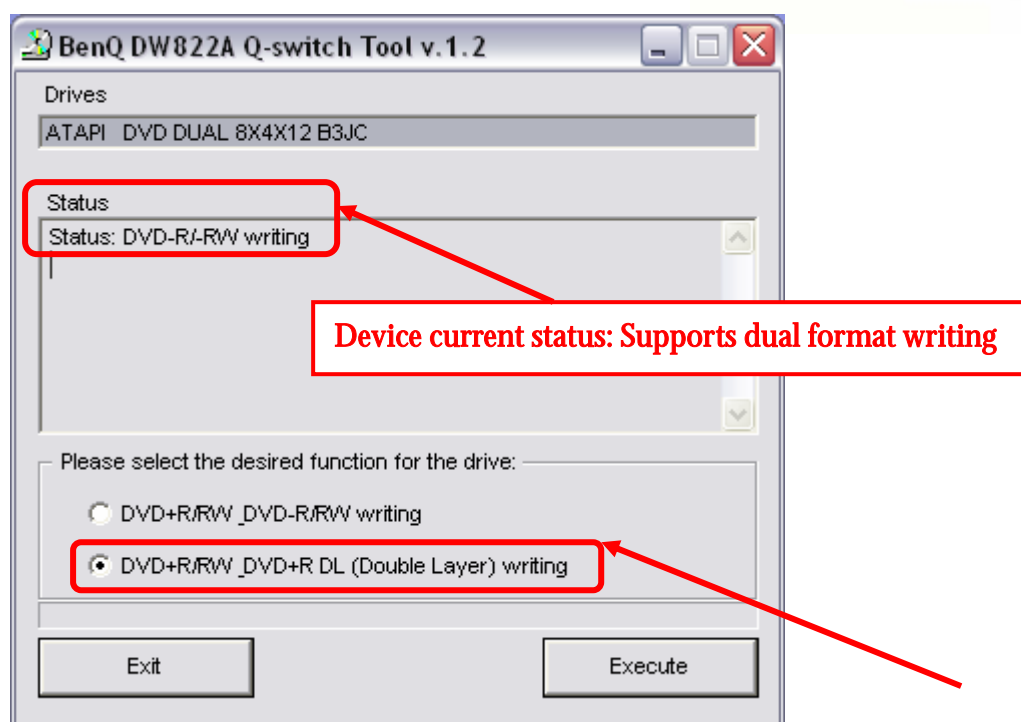 BenQ DW822A Q-switch Tool v.1.2
Drives
ATAPI DVD DUAL 8X4X12 B3JC
Status
Status: DVD-R/-RW writing
Device current status: Supports dual format writing
Please select the desired function for the drive:
DVD+R/RW_DVD-R/RW writing
DVD+R/RW_DVD+R DL (Double Layer) writing
Exit
Execute